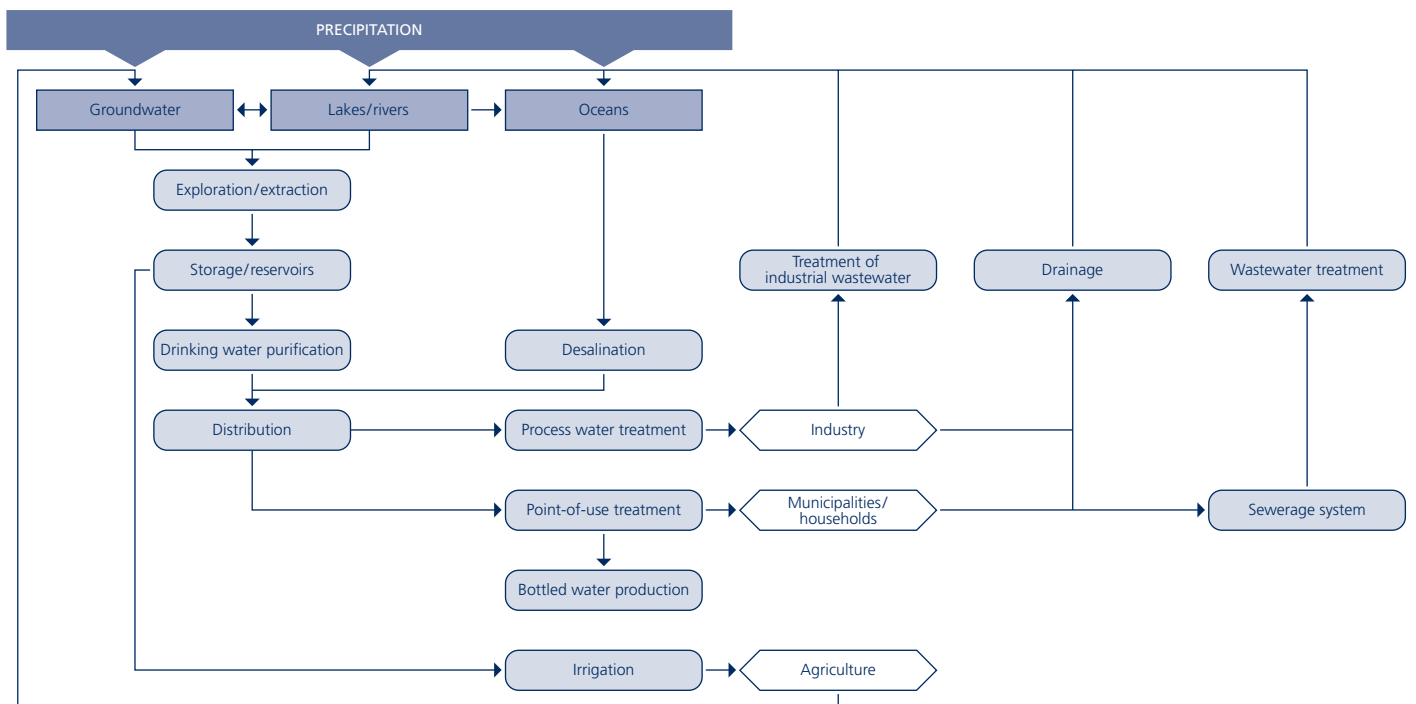 PRECIPITATION
Groundwater
Lakes/rivers
Oceans
Exploration/extraction
Storage/reservoirs
Treatment of
industrial wastewater
Drainage
Wastewater treatment
Drinking water purification
Desalination
Distribution
Process water treatment
Industry
Point-of-use treatment
Municipalities/
households
Sewerage system
Bottled water production
Irrigation
Agriculture